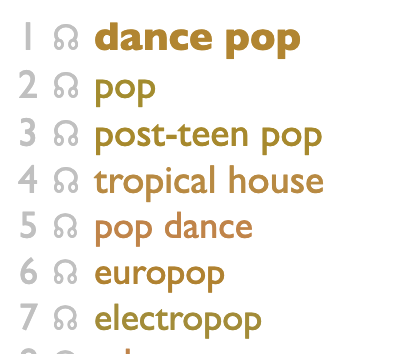 1 ☊ dance pop
2 ☊ pop
3 ☊ post-teen pop
4 ☊ tropical house
5 ☊ pop dance
6 ☊ europop
7 ☊ electropop